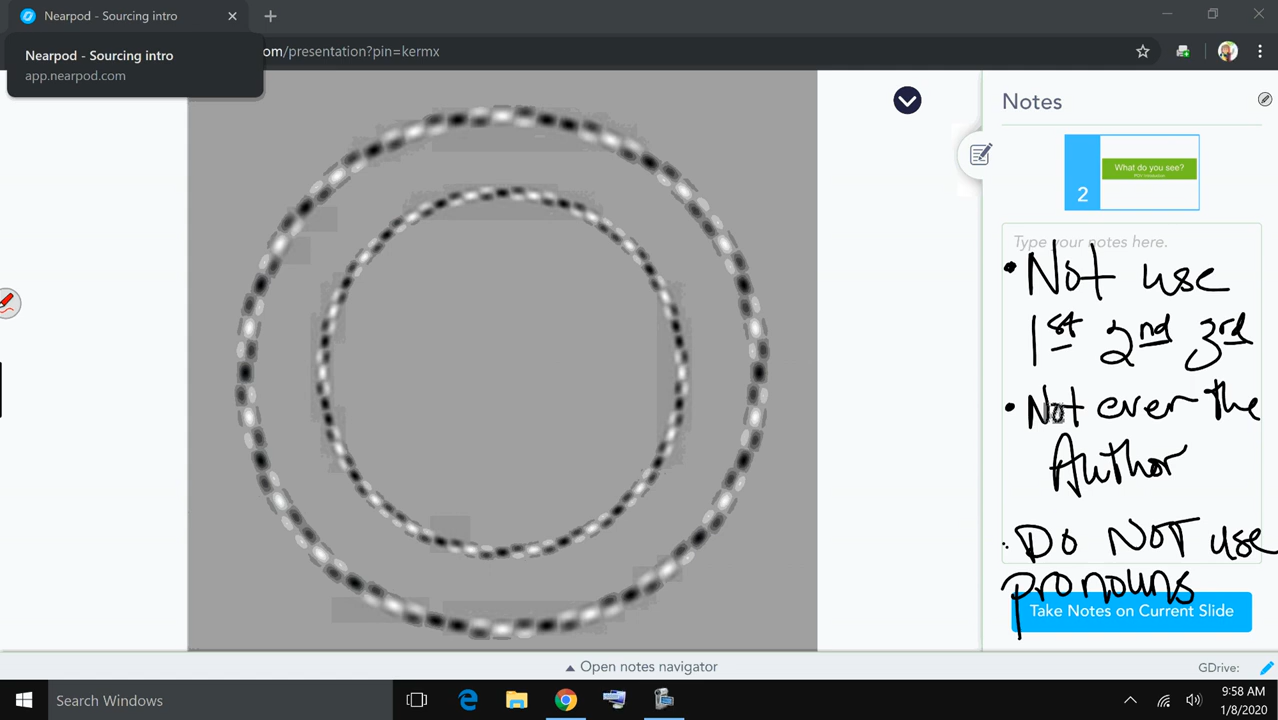 Nearpod - Sourcing intro
Nearpod - Sourcing intro
app.nearpod.com
om/presentation?pin=kermx
Notes
What do you see?
2
Type your notes here.
• Not use
1st 2nd 3rd
• Not ever the
Author
• Do NOT use
pronouns
Take Notes on Current Slide
Open notes navigator
GDrive:
Search Windows
9:58 AM
1/8/2020